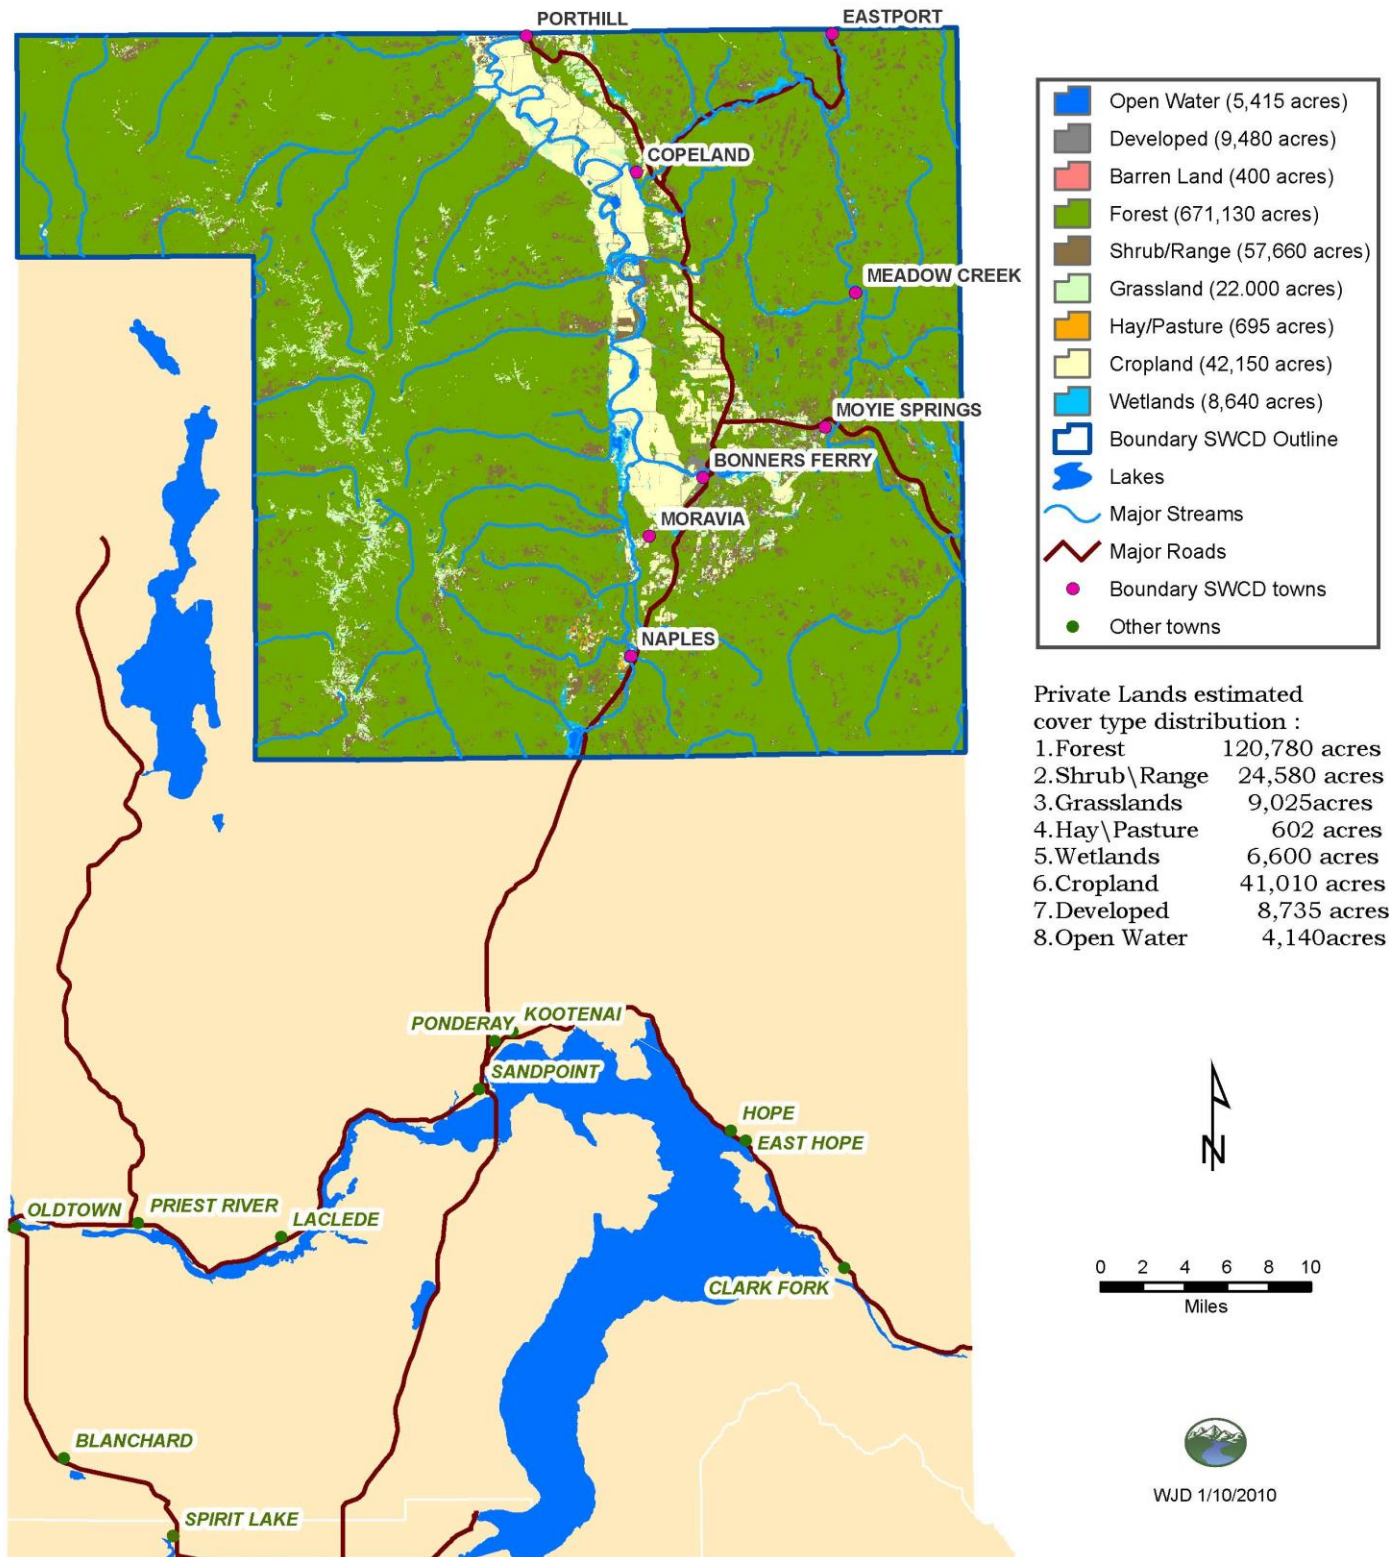 PORTHILL
EASTPORT
COPELAND
MEADOW CREEK
MOYIE SPRINGS
BONNERS FERRY
MORAVIA
NAPLES
Open Water (5,415 acres)
Developed (9,480 acres)
Barren Land (400 acres)
Forest (671,130 acres)
Shrub/Range (57,660 acres)
Grassland (22.000 acres)
Hay/Pasture (695 acres)
Cropland (42,150 acres)
Wetlands (8,640 acres)
Boundary SWCD Outline
Lakes
Major Streams
Major Roads
Boundary SWCD towns
Other towns
Private Lands estimated
cover type distribution :
1.Forest 120,780 acres
2.Shrub\Range 24,580 acres
3.Grasslands 9,025acres
4.Hay\Pasture 602 acres
5.Wetlands 6,600 acres
6.Cropland 41,010 acres
7.Developed 8,735 acres
8.Open Water 4,140acres
KOOTENAI
PONDERAY
SANDPOINT
HOPE
EAST HOPE
OLDTOWN
PRIEST RIVER
LACLEDE
CLARK FORK
BLANCHARD
SPIRIT LAKE
N
0 2 4 6 8 10
Miles
WJD 1/10/2010